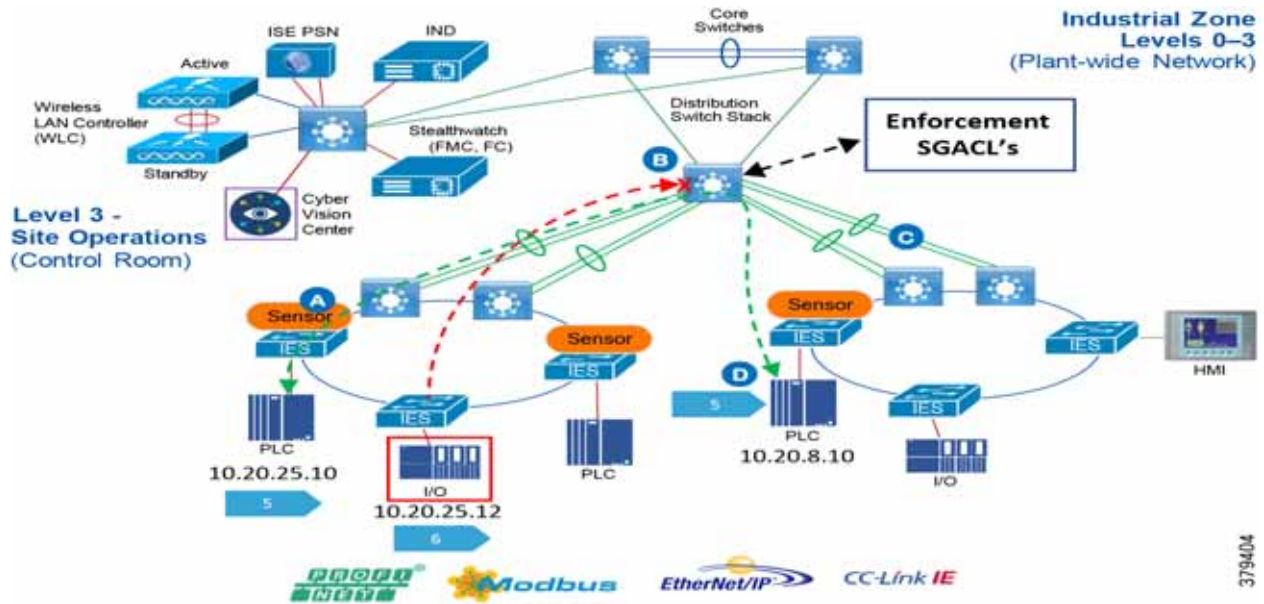 Core
Switches
Industrial Zone
Levels 0–3
(Plant-wide Network)
ISE PSN
IND
Active
Wireless
LAN Controller
(WLC)
Standby
Distribution
Switch Stack
Enforcement
SGACL's
Stealthwatch
(FMC, FC)
B
Cyber
Vision
Center
Level 3 -
Site Operations
(Control Room)
C
A
Sensor
IES
Sensor
IES
Sensor
IES
IES
HMI
D
5
IES
IES
PLC
10.20.25.10
5
I/O
10.20.25.12
6
PLC
PLC
10.20.8.10
I/O
PROFI
NET®
Modbus
EtherNet/IP
CC-Link IE
379404